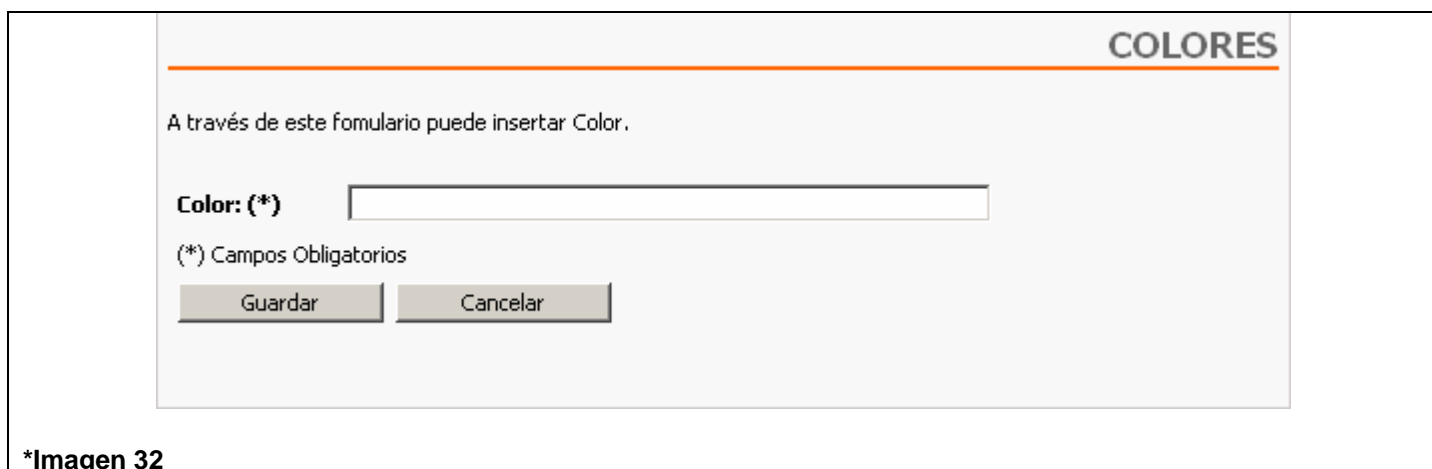 COLORES
A través de este fomulario puede insertar Color.
Color: (*)
(*) Campos Obligatorios
Guardar Cancelar
*Imagen 32